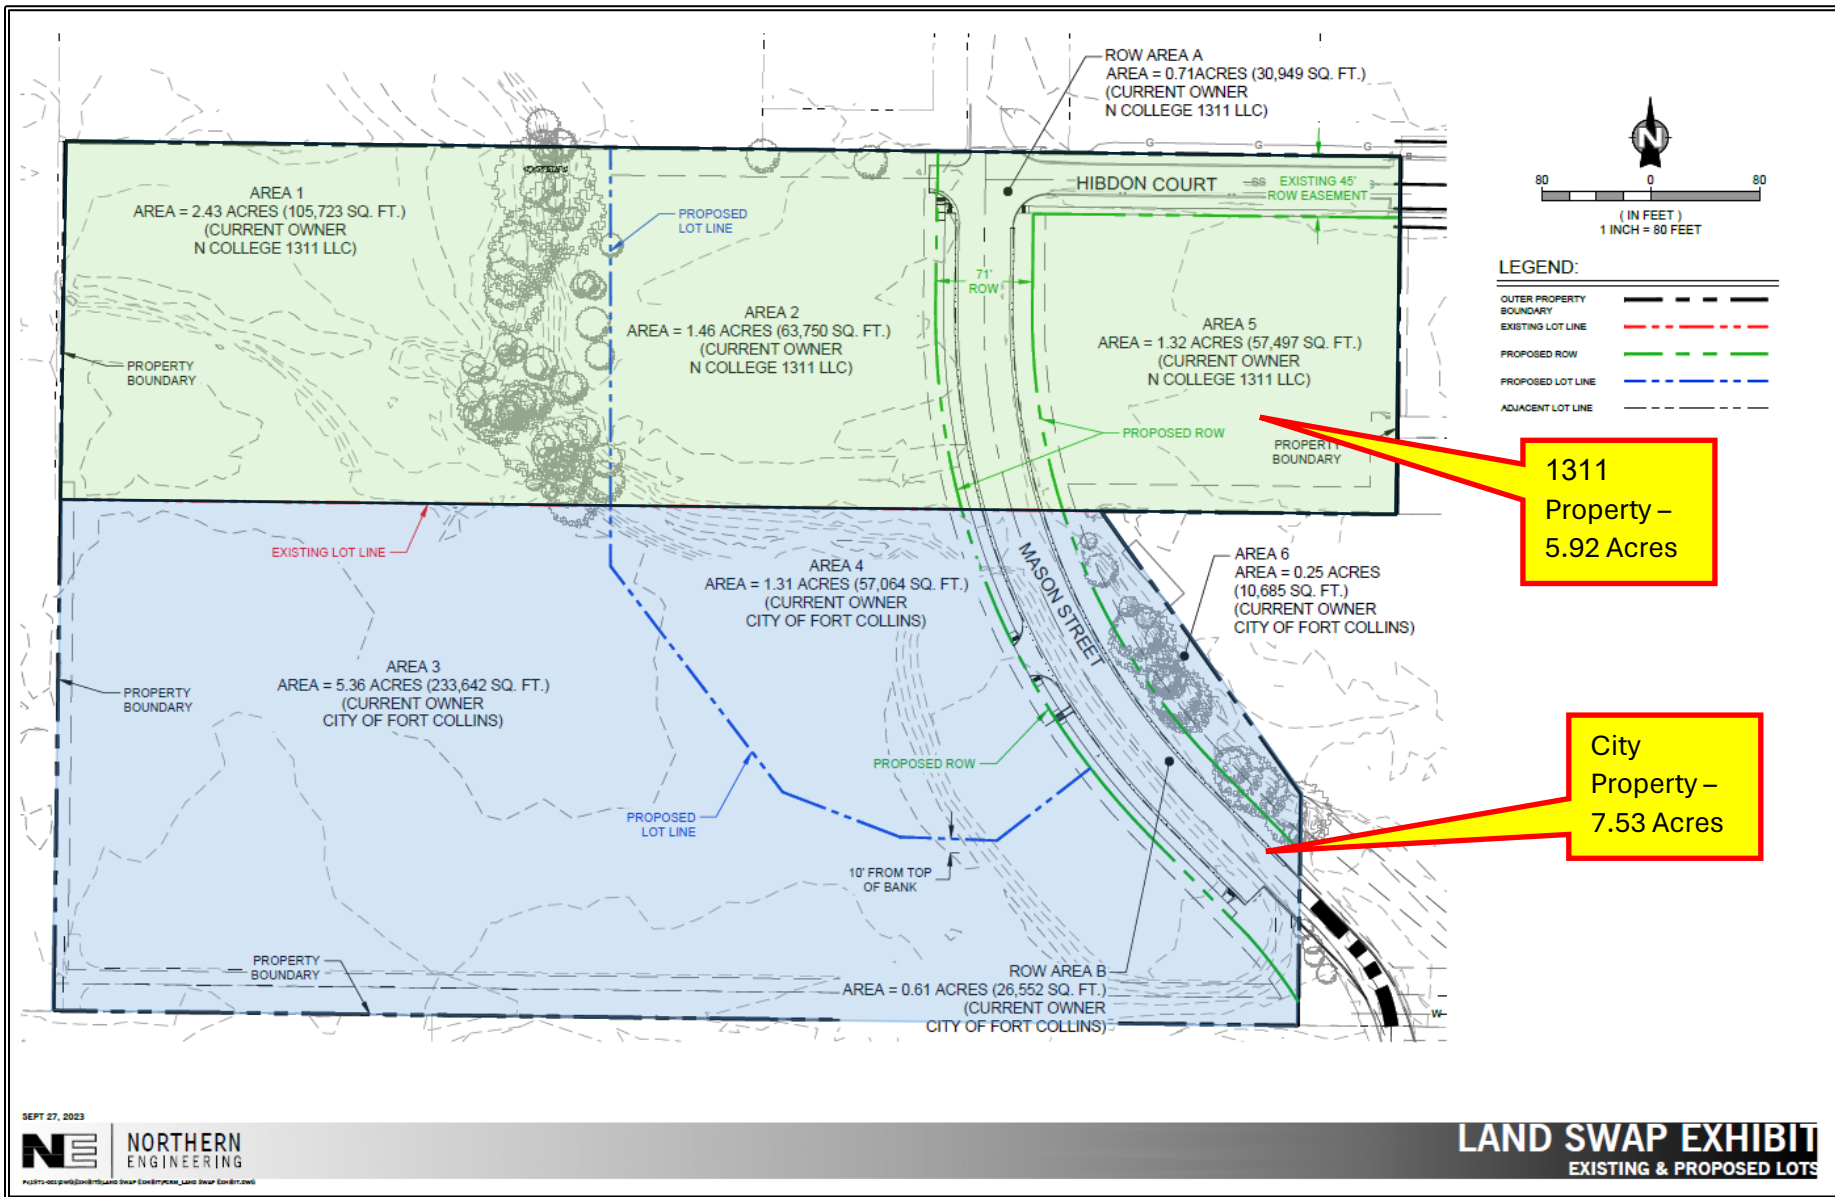 ROW AREA A
AREA = 0.71ACRES (30,949 SQ. FT.)
(CURRENT OWNER
N COLLEGE 1311 LLC)
N
80
0
80
( IN FEET )
1 INCH = 80 FEET
LEGEND:
OUTER PROPERTY
BOUNDARY
EXISTING LOT LINE
PROPOSED ROW
PROPOSED LOT LINE
ADJACENT LOT LINE
G
G
G
HIBDON COURT
SS
EXISTING 45'
ROW EASEMENT
AREA 1
AREA = 2.43 ACRES (105,723 SQ. FT.)
(CURRENT OWNER
N COLLEGE 1311 LLC)
PROPOSED
LOT LINE
71'
ROW
AREA 2
AREA = 1.46 ACRES (63,750 SQ. FT.)
(CURRENT OWNER
N COLLEGE 1311 LLC)
AREA 5
AREA = 1.32 ACRES (57,497 SQ. FT.)
(CURRENT OWNER
N COLLEGE 1311 LLC)
PROPERTY
BOUNDARY
PROPOSED ROW
PROPERTY
BOUNDARY
1311
Property –
5.92 Acres
EXISTING LOT LINE
MASON STREET
AREA 4
AREA = 1.31 ACRES (57,064 SQ. FT.)
(CURRENT OWNER
CITY OF FORT COLLINS)
AREA 6
AREA = 0.25 ACRES
(10,685 SQ. FT.)
(CURRENT OWNER
CITY OF FORT COLLINS)
AREA 3
AREA = 5.36 ACRES (233,642 SQ. FT.)
(CURRENT OWNER
CITY OF FORT COLLINS)
PROPERTY
BOUNDARY
PROPOSED ROW
PROPOSED
LOT LINE
City
Property –
7.53 Acres
10' FROM TOP
OF BANK
PROPERTY
BOUNDARY
ROW AREA B
AREA = 0.61 ACRES (26,552 SQ. FT.)
(CURRENT OWNER
CITY OF FORT COLLINS)
W
SEPT 27, 2023
NE
NORTHERN
ENGINEERING
LAND SWAP EXHIBIT
EXISTING & PROPOSED LOTS